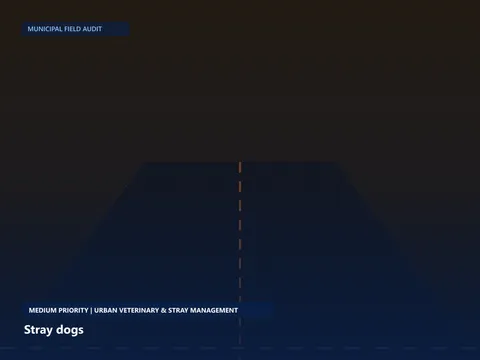 MUNICIPAL FIELD AUDIT
MEDIUM PRIORITY | URBAN VETERINARY & STRAY MANAGEMENT
Stray dogs